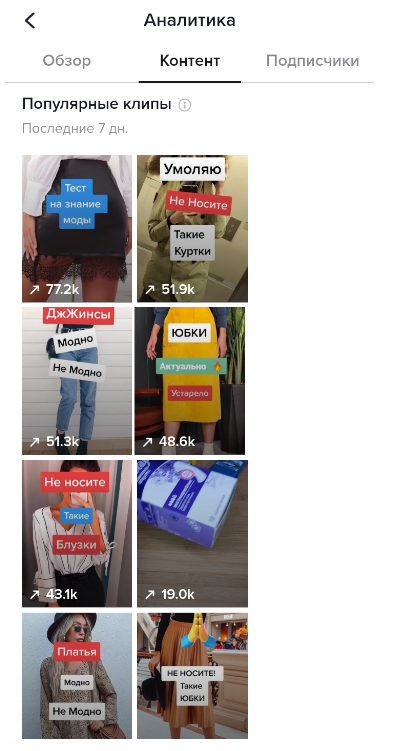 Аналитика
Обзор
Контент
Подписчики
Популярные клипы
Последние 7 дн.
Тест
на знание
моды
77.2k
Умоляю
Не Носите
Такие
Куртки
51.9k
ДжЖинсы
Модно
Не Модно
51.3k
ЮБКИ
Актуально 🔥
Устарело
48.6k
Не носите
Такие
Блузки
43.1k
19.0k
Платья
Модно
Не Модно
🙏
НЕ НОСИТЕ!
Такие
ЮБКИ